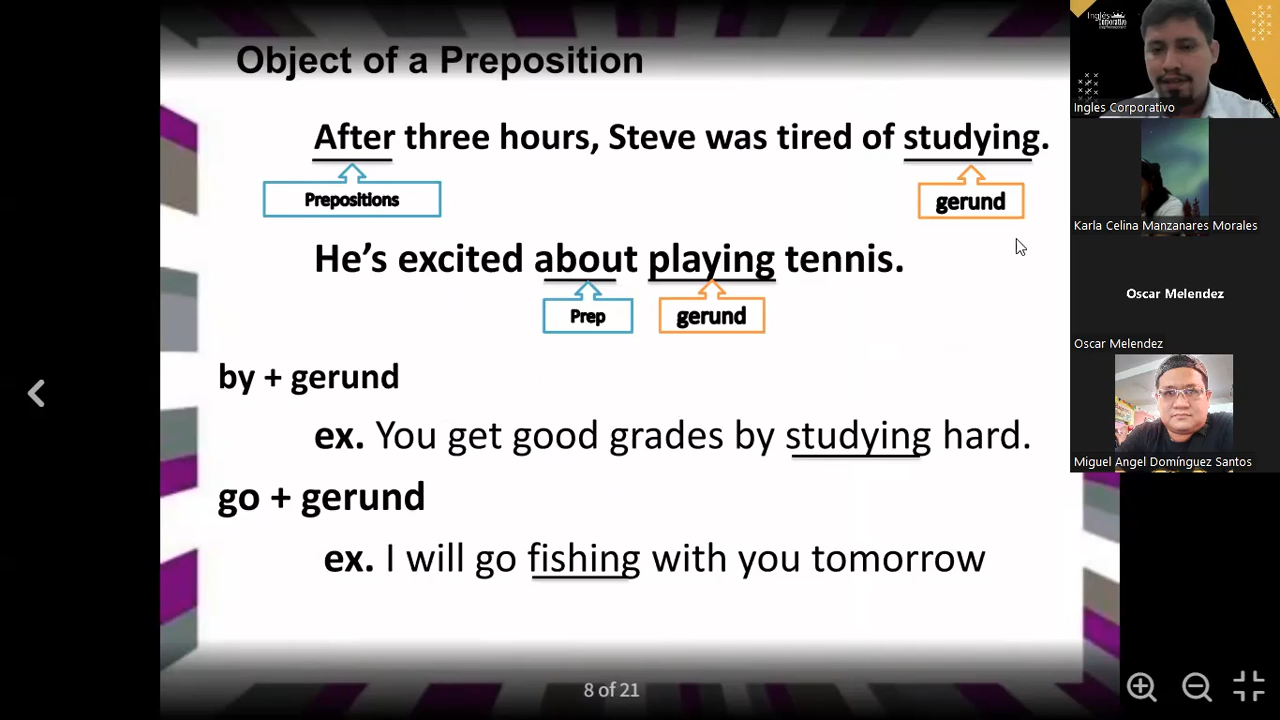 Object of a Preposition
After three hours, Steve was tired of studying.
Prepositions
gerund
He's excited about playing tennis.
Prep
gerund
by + gerund
ex. You get good grades by studying hard.
go + gerund
ex. I will go fishing with you tomorrow
8 of 21
Inglés
Corporativo
Ingles Corporativo
Karla Celina Manzanares Morales
Oscar Melendez
Oscar Melendez
Miguel Angel Domínguez Santos